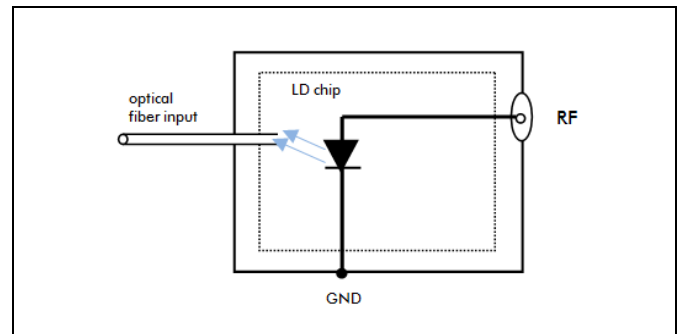 optical
fiber input
LD chip
RF
GND